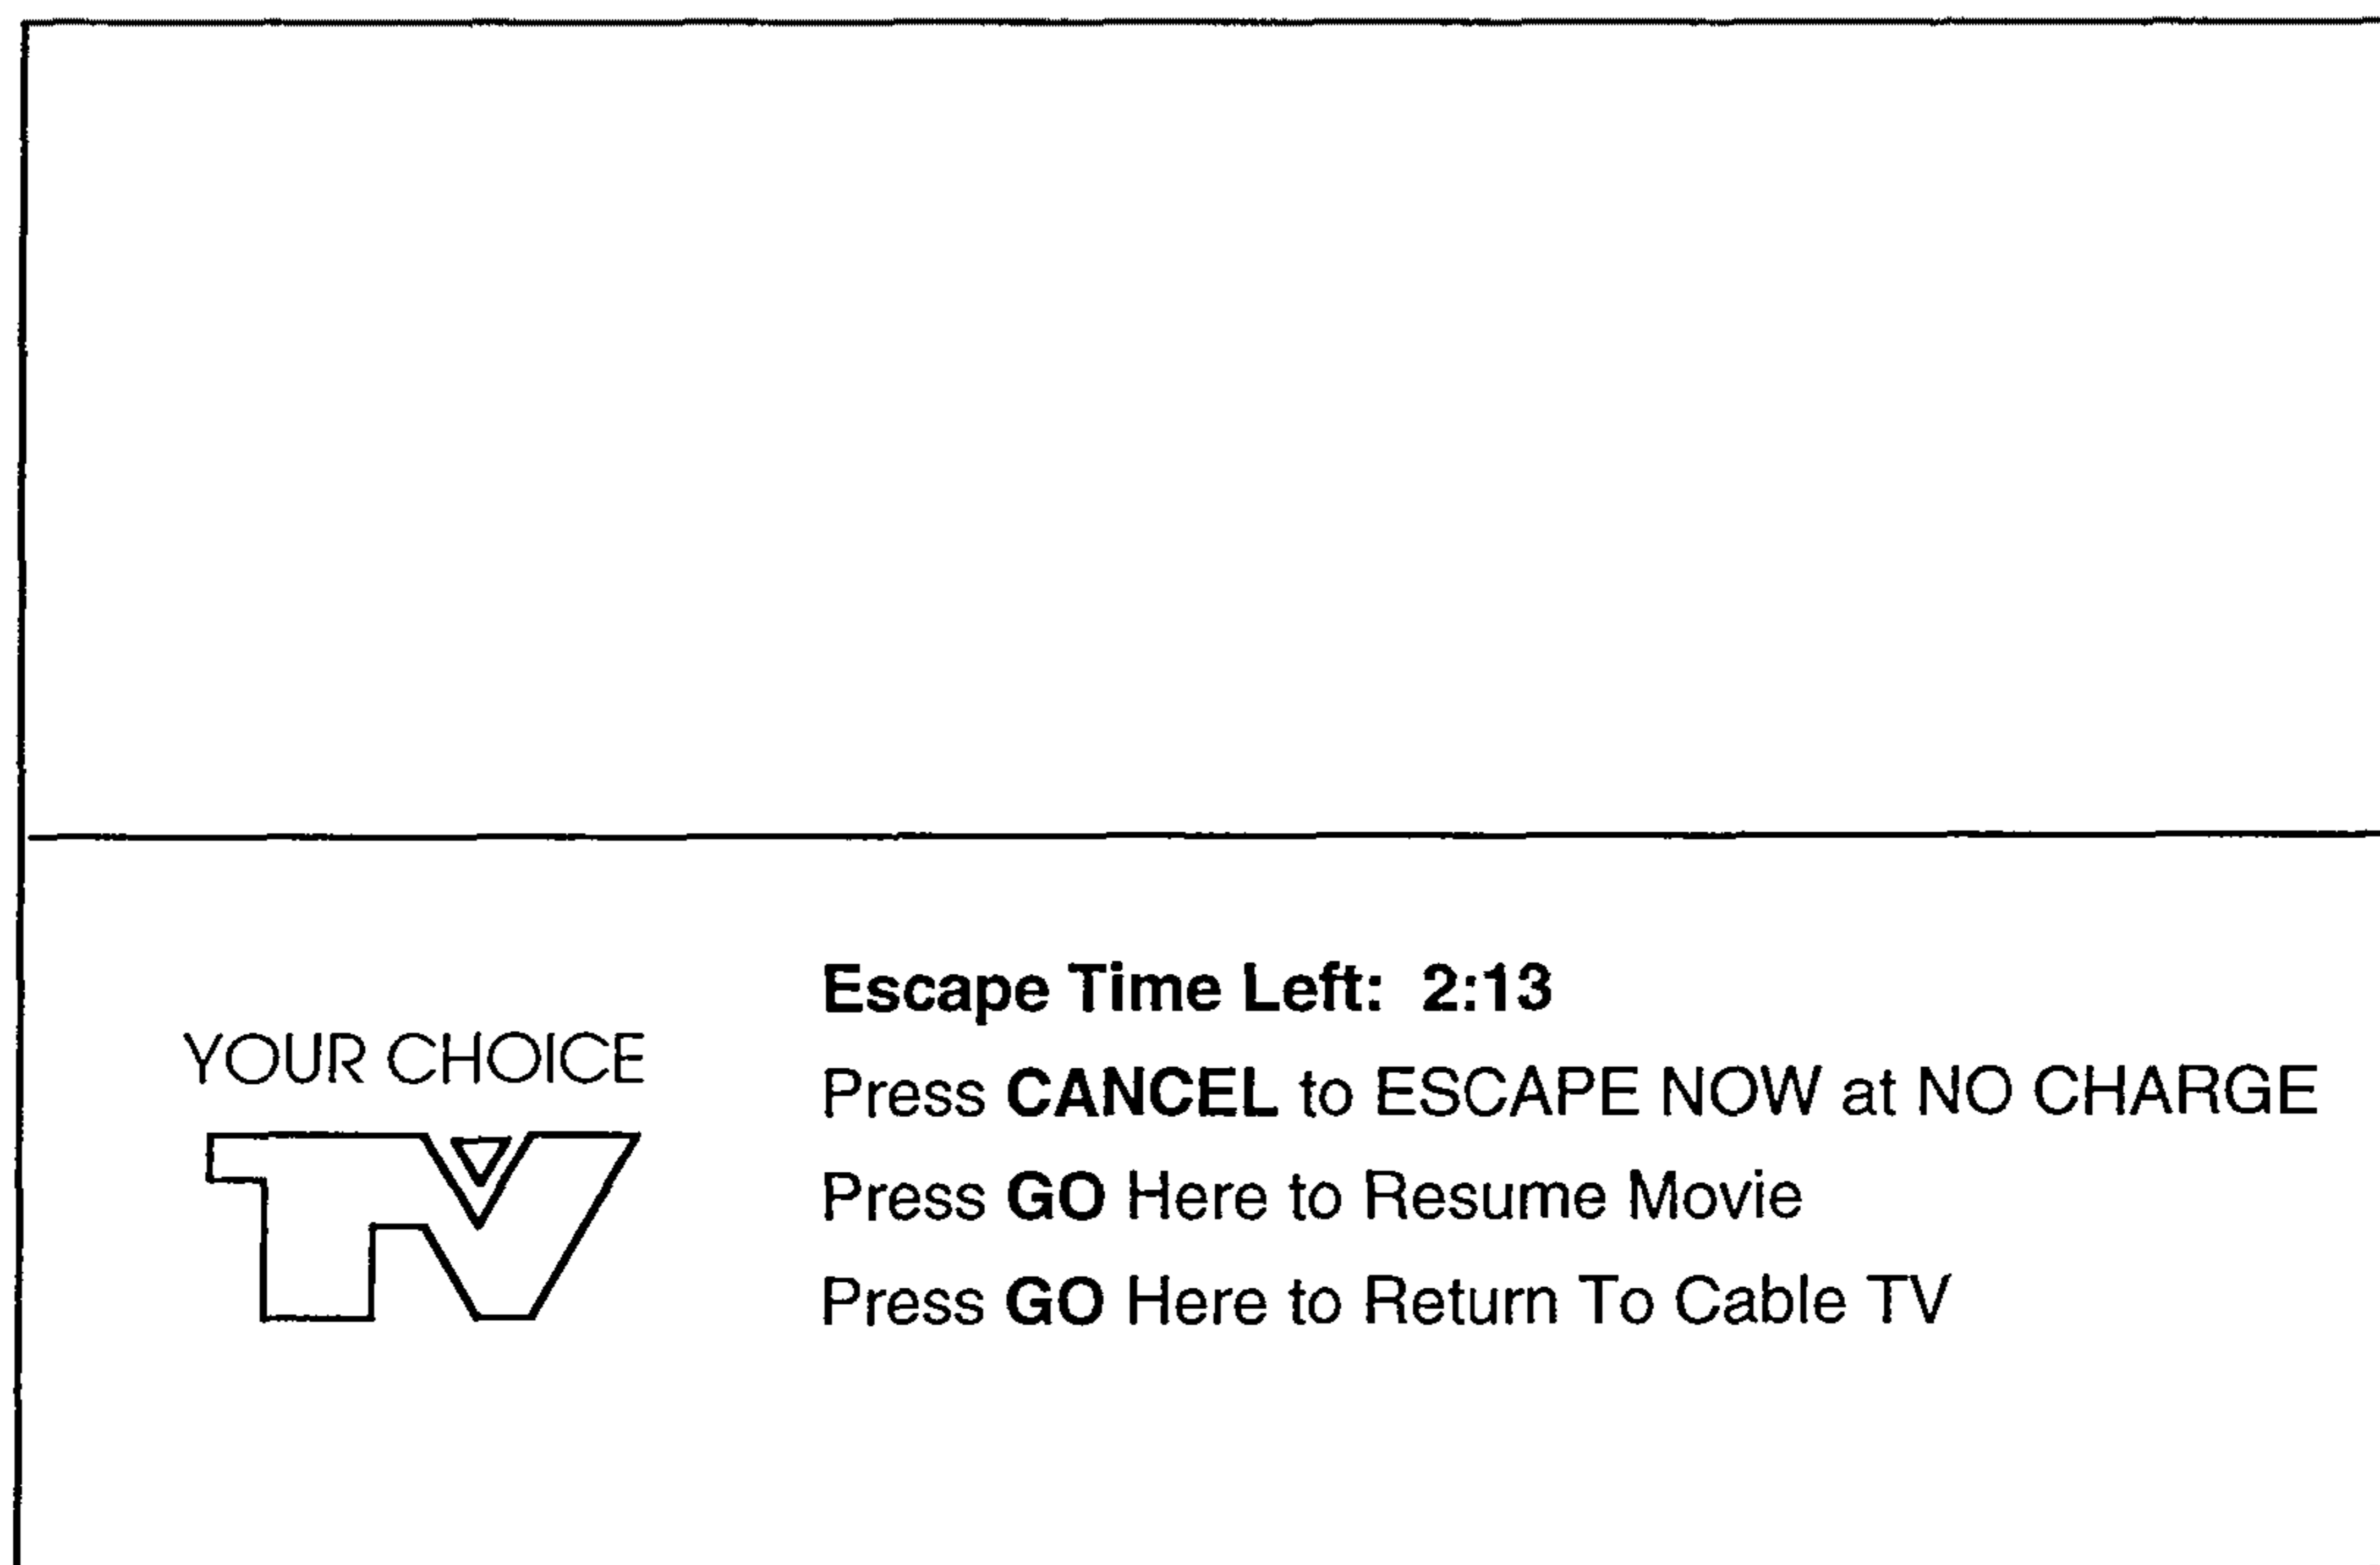 YOUR CHOICE
TV
Escape Time Left: 2:13
Press CANCEL to ESCAPE NOW at NO CHARGE
Press GO Here to Resume Movie
Press GO Here to Return To Cable TV